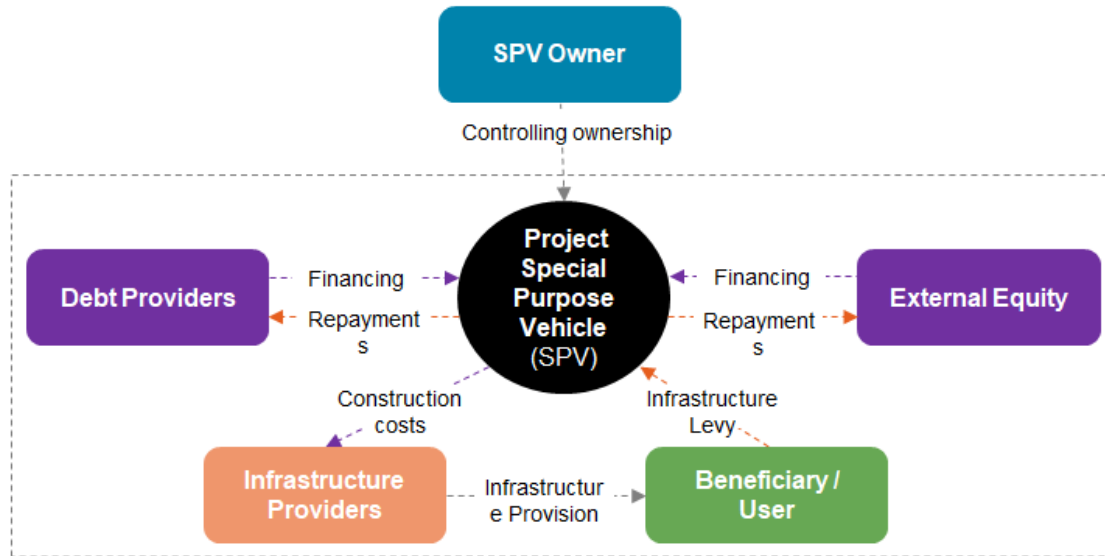 SPV Owner
Controlling ownership
Project
Special
Purpose
Vehicle
(SPV)
Debt Providers
Financing
Repayment
s
Financing
Repayment
s
External Equity
Construction
costs
Infrastructure
Levy
Infrastructure
Providers
Infrastructur
e Provision
Beneficiary /
User